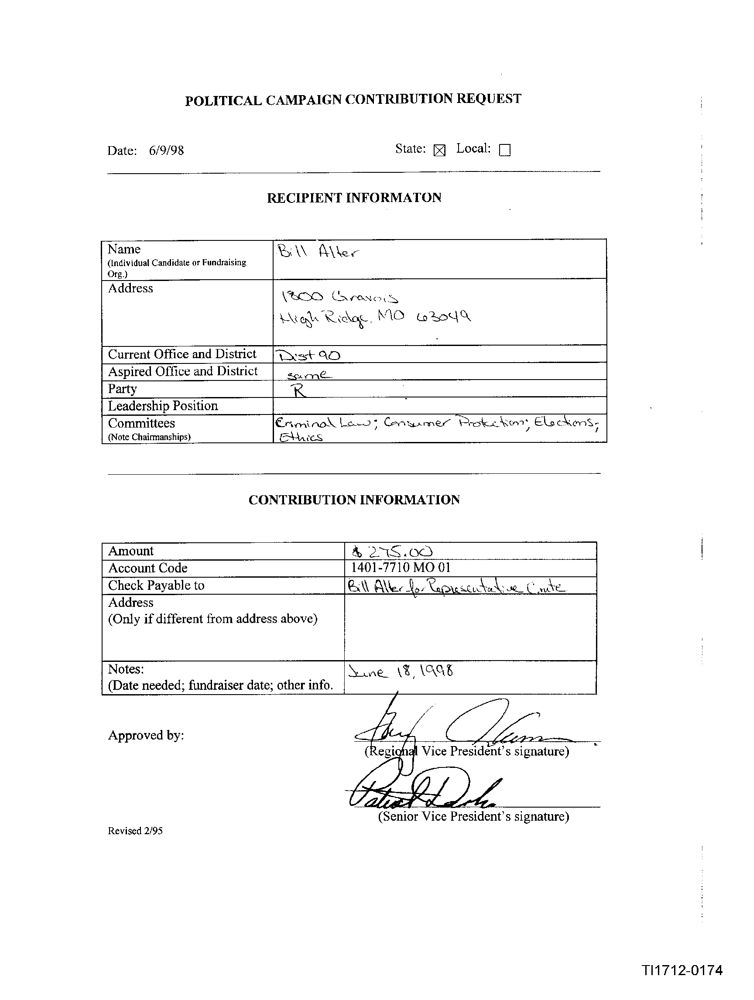 POLITICAL CAMPAIGN CONTRIBUTION REQUEST
Date: 6/9/98 State: ☒ Local: ☐
RECIPIENT INFORMATON
Name Bill Alter
(Individual Candidate or Fundraising
Org.)
Address
1800 Gravois
High Ridge, MO 63049
Current Office and District Dist 90
Aspired Office and District same
Party R
Leadership Position
Committees Criminal Law; Consumer Protection; Elections;
(Note Chairmanships) Ethics
CONTRIBUTION INFORMATION
Amount $ 275.00
Account Code 1401-7710 MO 01
Check Payable to Bill Alter for Representative Cmte
Address
(Only if different from address above)
Notes: June 18, 1998
(Date needed; fundraiser date; other info.
Approved by:
(Regional Vice President's signature)
(Senior Vice President's signature)
Revised 2/95
TI1712-0174